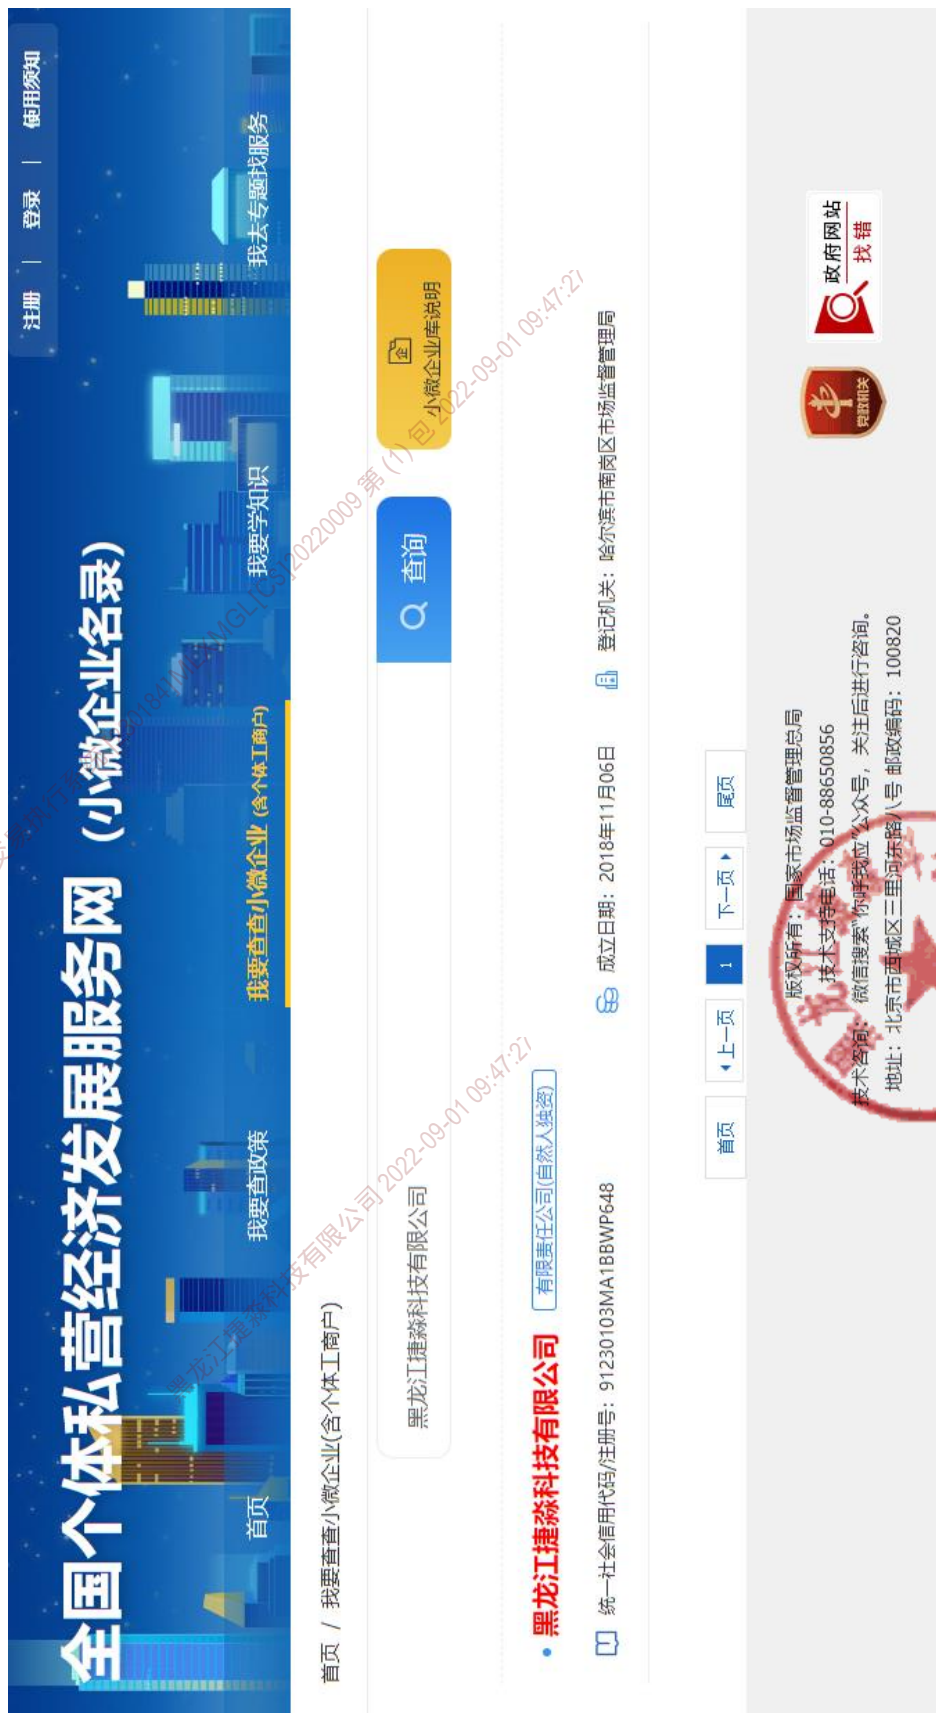 注册 | 登录 | 使用须知
全国个体私营经济发展服务网（小微企业名录）
首页 我要查政策 我要查查小微企业（含个体工商户） 我要学知识 我去专题找服务
首页 / 我要查查小微企业(含个体工商户)
黑龙江捷淼科技有限公司 查询 小微企业库说明
黑龙江捷淼科技有限公司 有限责任公司(自然人独资)
统一社会信用代码/注册号：91230103MA1BBWP648 成立日期：2018年11月06日 登记机关：哈尔滨市南岗区市场监督管理局
首页 上一页 1 下一页 尾页
版权所有：国家市场监督管理总局
技术支持电话：010-88650856
技术咨询：微信搜索“你呼我应”公众号，关注后进行咨询。
地址：北京市西城区三里河东路八号 邮政编码：100820
党政机关
政府网站
找错
黑龙江捷淼科技有限公司 2022-09-01 09:47:27
[CS]20220009 第 (1) 包 2022-09-01 09:47:27